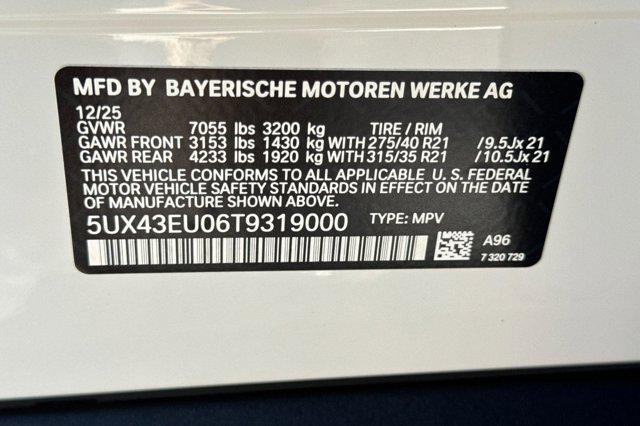 MFD BY BAYERISCHE MOTOREN WERKE AG
12/25
GVWR 7055 lbs 3200 kg TIRE / RIM
GAWR FRONT 3153 lbs 1430 kg WITH 275/40 R21 /9.5Jx21
GAWR REAR 4233 lbs 1920 kg WITH 315/35 R21 /10.5Jx21
THIS VEHICLE CONFORMS TO ALL APPLICABLE U. S. FEDERAL
MOTOR VEHICLE SAFETY STANDARDS IN EFFECT ON THE DATE
OF MANUFACTURE SHOWN ABOVE.
5UX43EU06T9319000 TYPE: MPV
A96
7 320 729